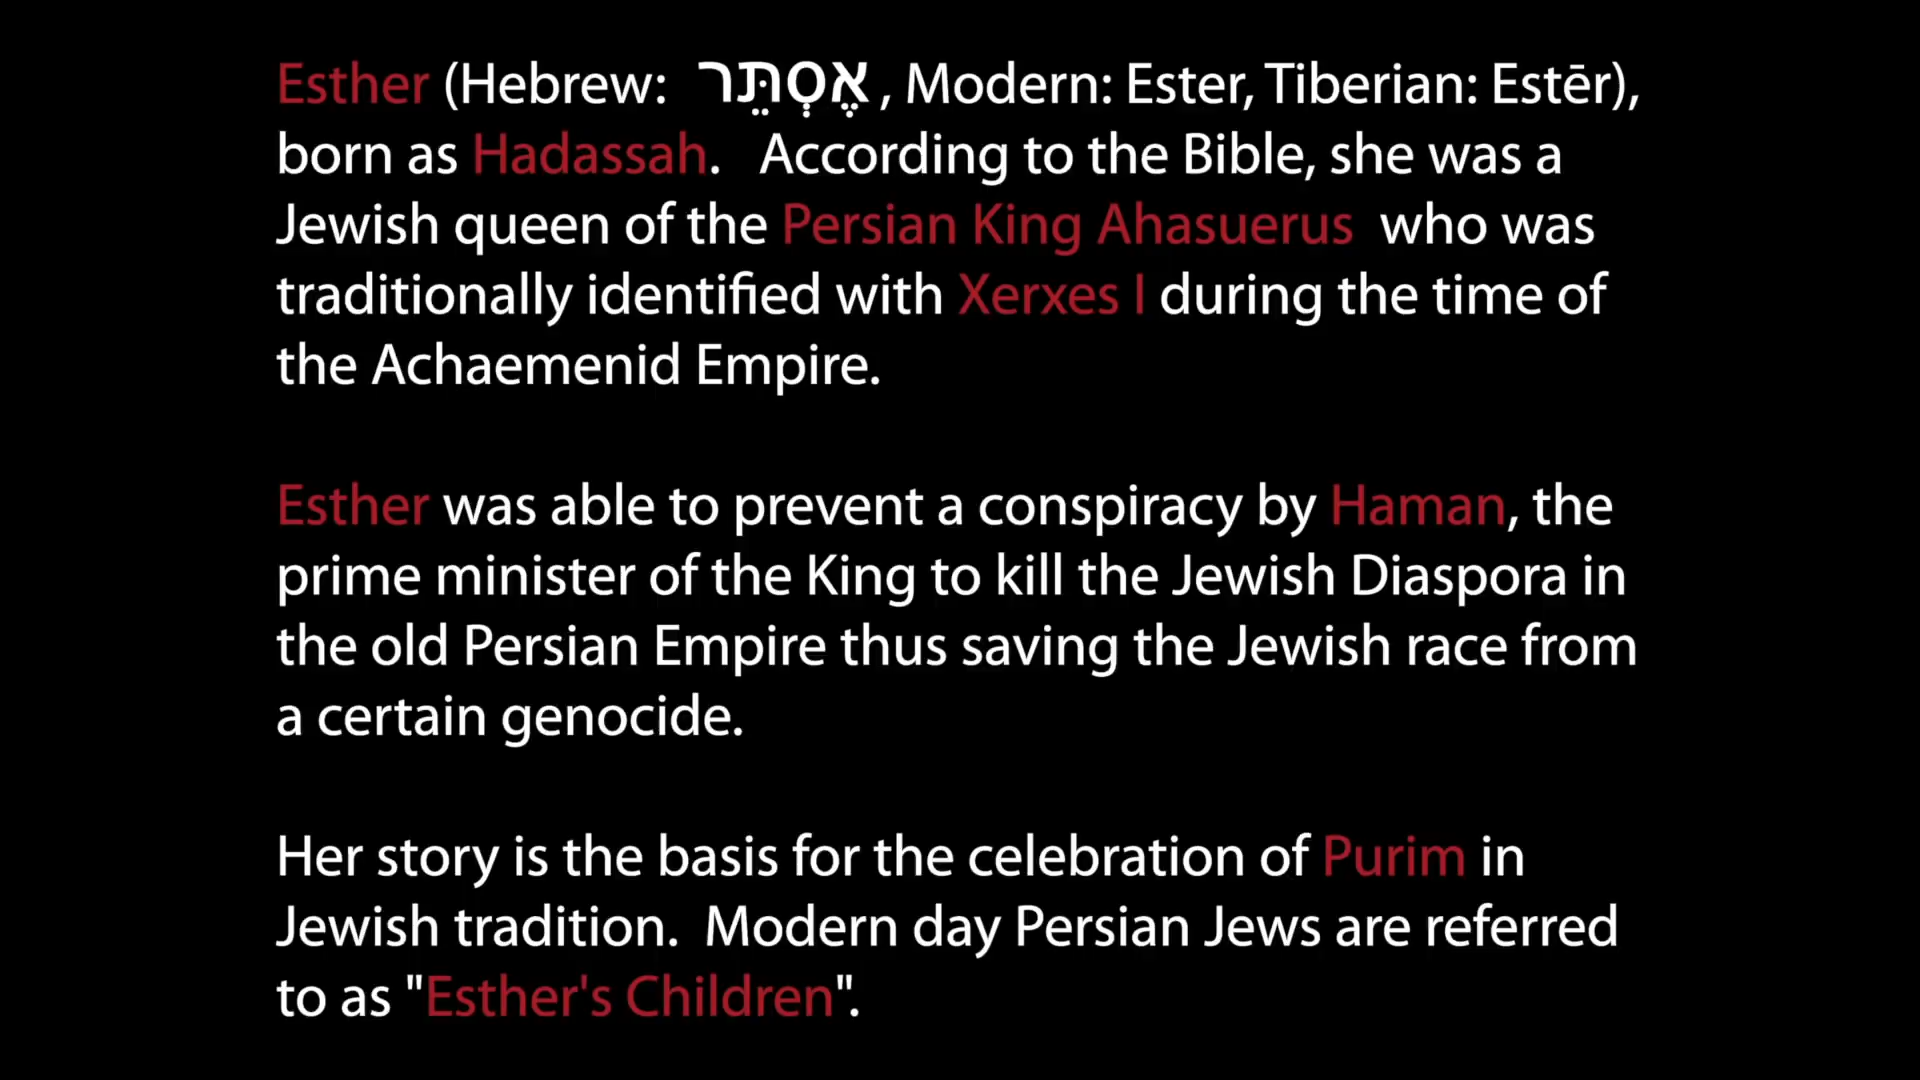 Esther (Hebrew: אֶסְתֵּר, Modern: Ester, Tiberian: Estēr),
born as Hadassah. According to the Bible, she was a
Jewish queen of the Persian King Ahasuerus who was
traditionally identified with Xerxes I during the time of
the Achaemenid Empire.
Esther was able to prevent a conspiracy by Haman, the
prime minister of the King to kill the Jewish Diaspora in
the old Persian Empire thus saving the Jewish race from
a certain genocide.
Her story is the basis for the celebration of Purim in
Jewish tradition. Modern day Persian Jews are referred
to as "Esther's Children".